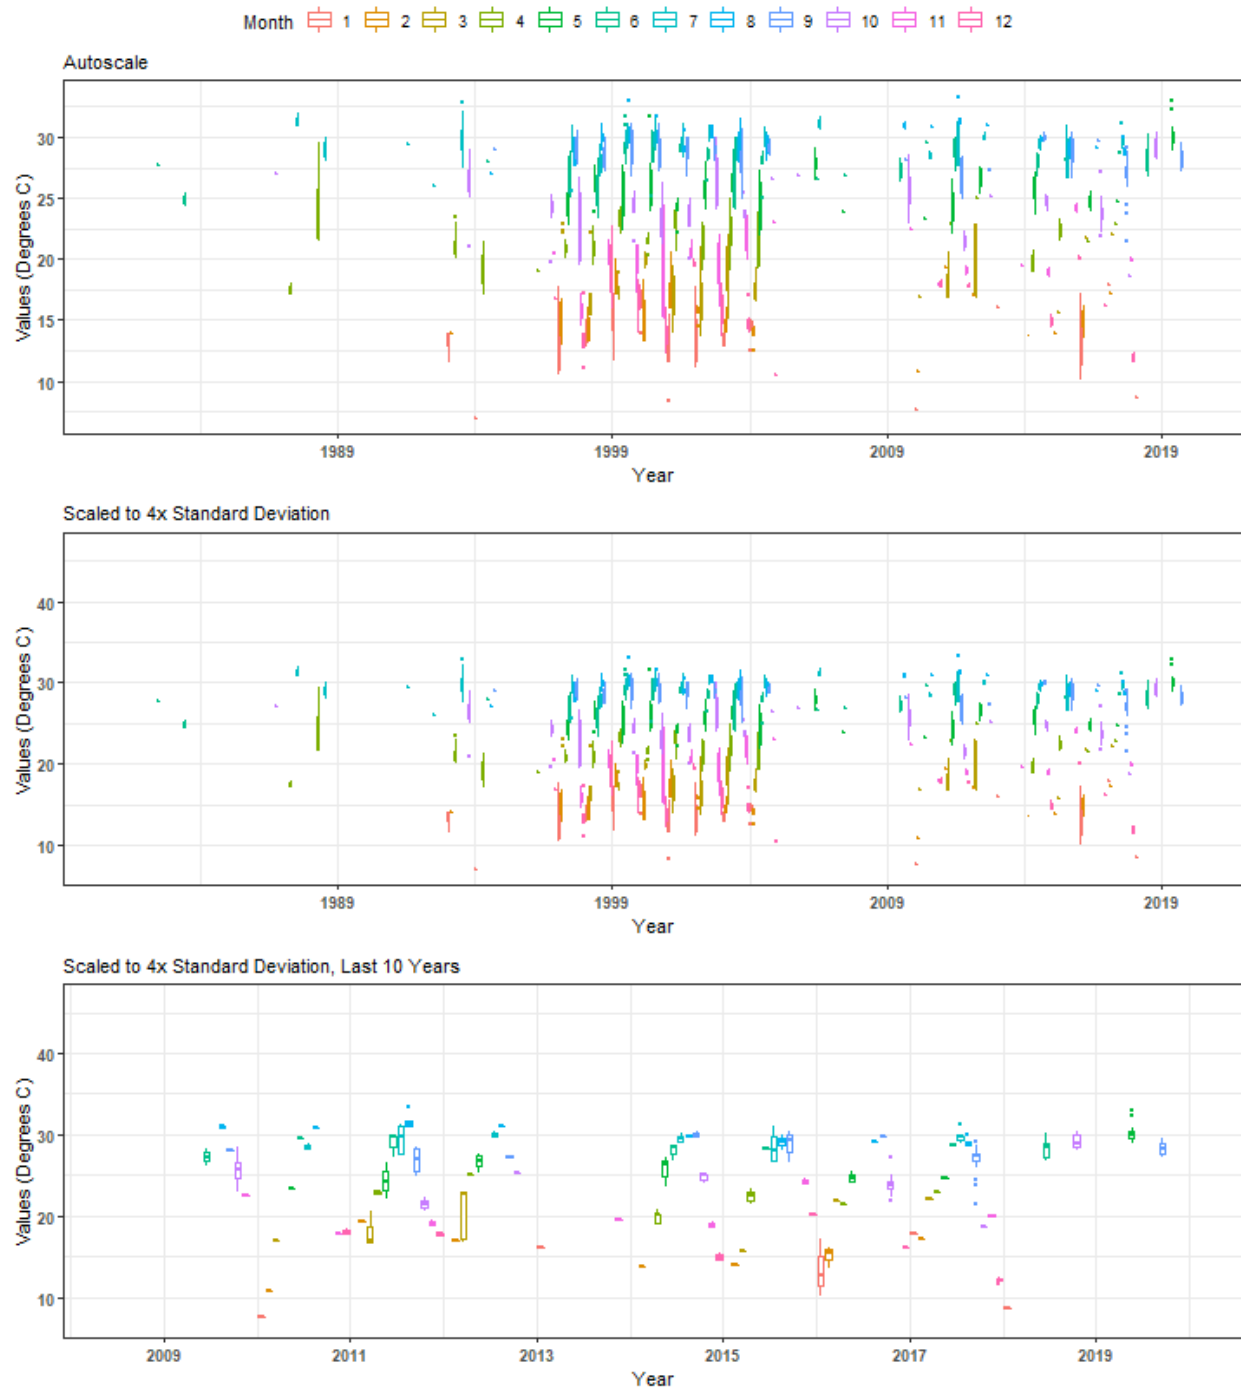 Month 1 2 3 4 5 6 7 8 9 10 11 12
Autoscale
30
25
20
15
10
Values (Degrees C)
1989 1999 2009 2019
Year
Scaled to 4x Standard Deviation
40
30
20
10
Values (Degrees C)
1989 1999 2009 2019
Year
Scaled to 4x Standard Deviation, Last 10 Years
40
30
20
10
Values (Degrees C)
2009 2011 2013 2015 2017 2019
Year